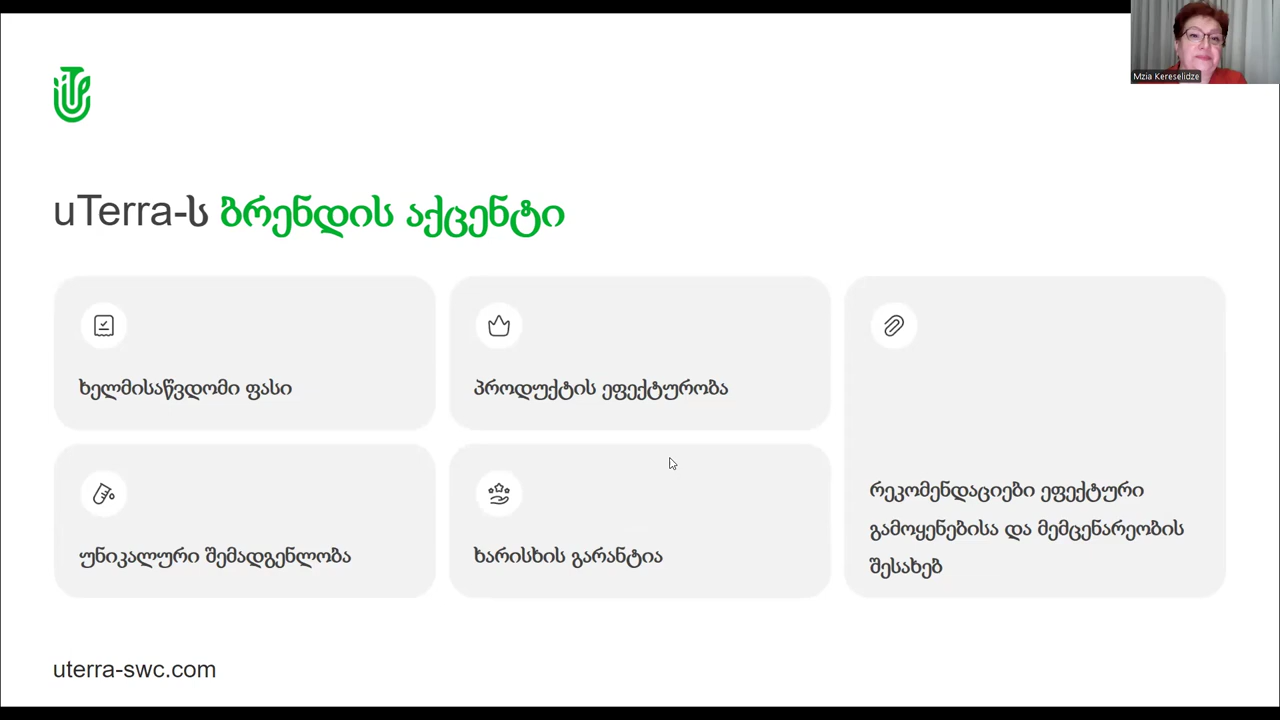 Mzia Kereselidze
uTerra-ს ბრენდის აქცენტი
ხელმისაწვდომი ფასი
პროდუქტის ეფექტურობა
უნიკალური შემადგენლობა
ხარისხის გარანტია
რეკომენდაციები ეფექტური
გამოყენებისა და მემცენარეობის
შესახებ
uterra-swc.com